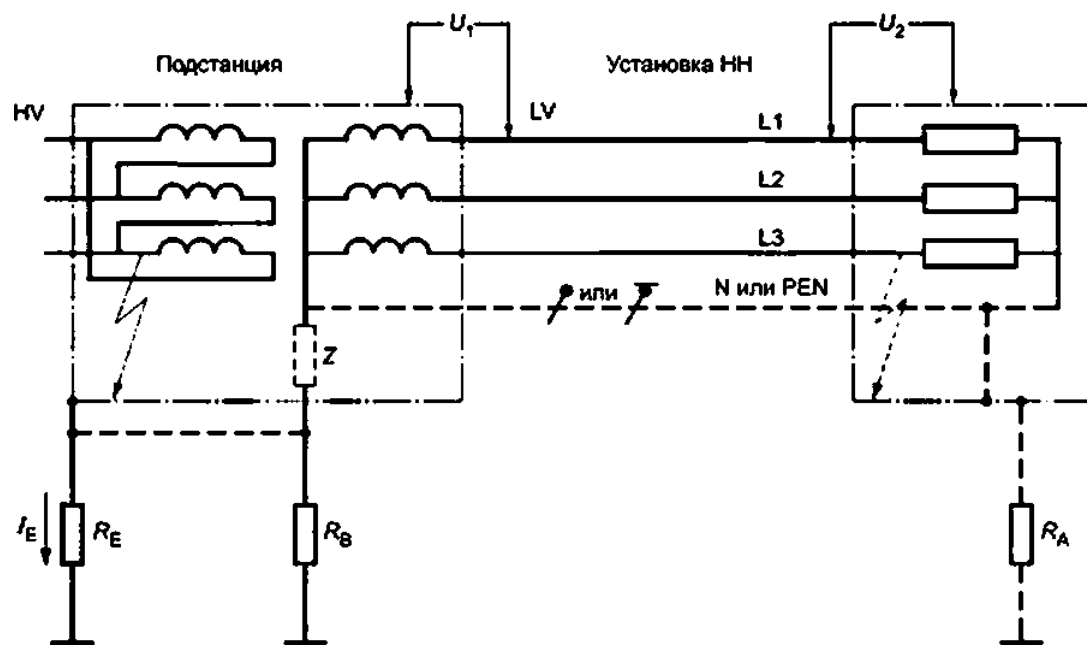 U1
U2
Подстанция
Установка НН
HV
LV
L1
L2
L3
или
N или PEN
Z
IE
RE
RB
RA